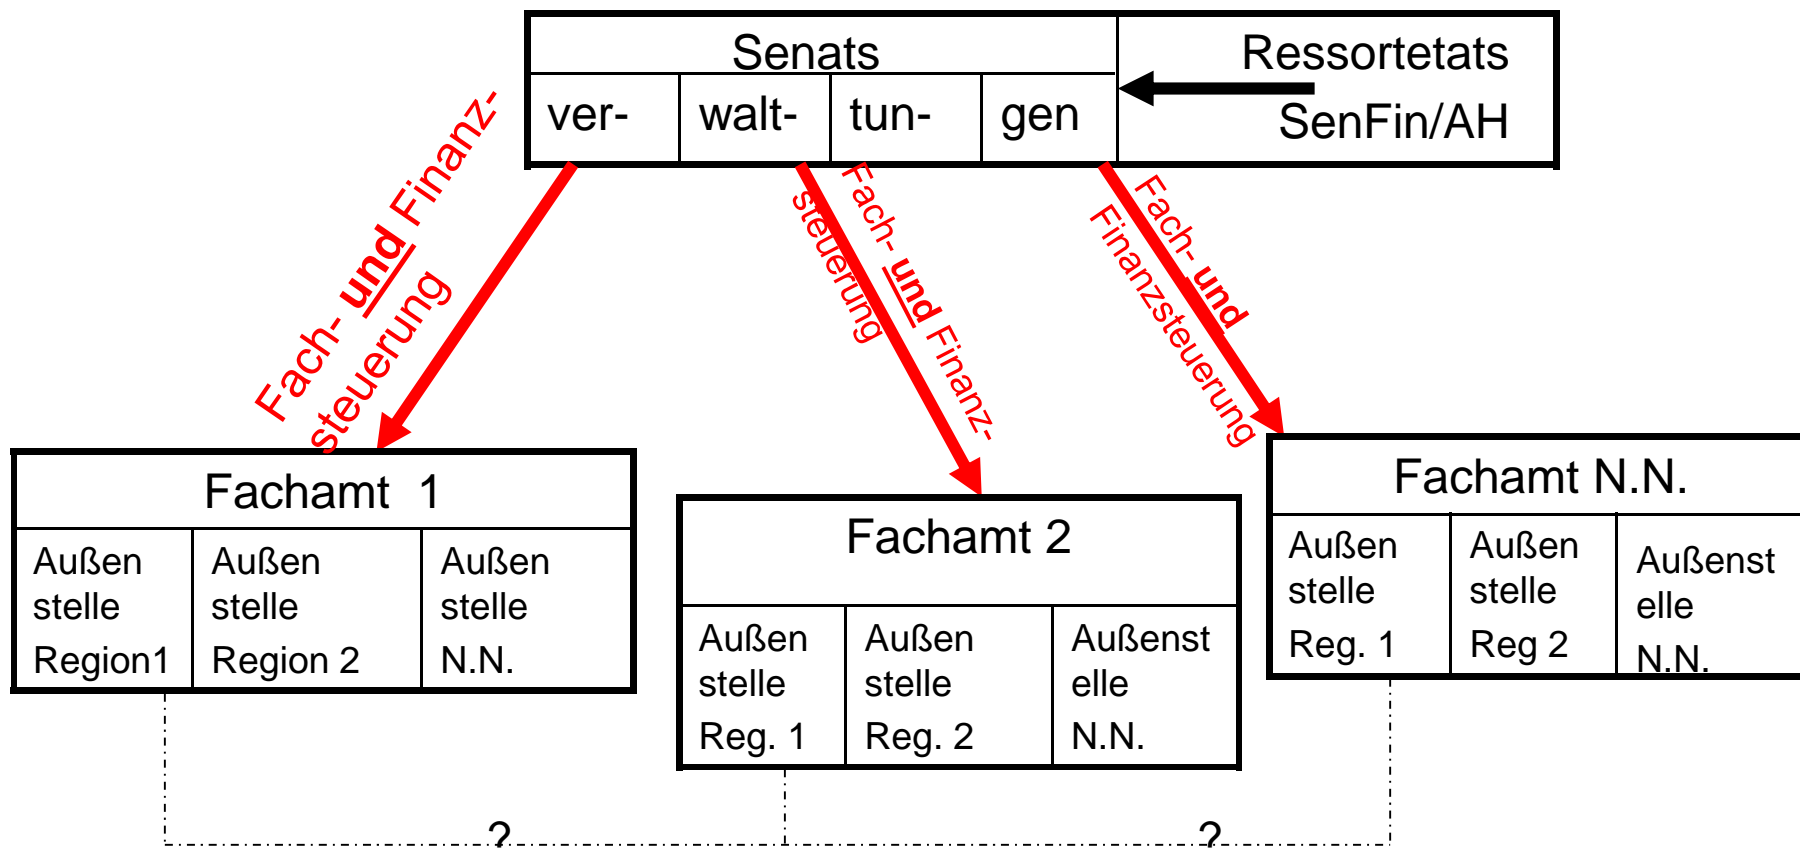 Senats
Ressortetats
ver-
walt-
tun-
gen
SenFin/AH
Fach- und Finanz-
steuerung
Fach- und Finanz-
steuerung
Fach- und
Finanzsteuerung
Fachamt 1
Außen
stelle
Region1
Außen
stelle
Region 2
Außen
stelle
N.N.
Fachamt 2
Außen
stelle
Reg. 1
Außen
stelle
Reg. 2
Außenst
elle
N.N.
Fachamt N.N.
Außen
stelle
Reg. 1
Außen
stelle
Reg 2
Außenst
elle
N.N.
?
?